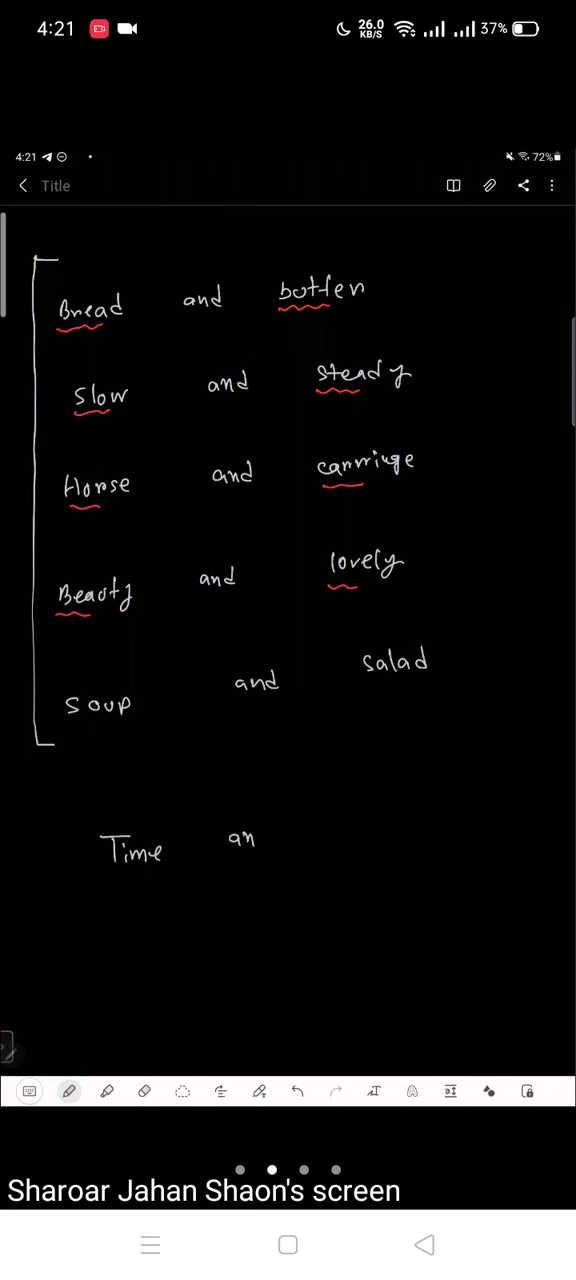 4:21 26.0 KB/S 37%
4:21 72%
Title
Bread and butter
Slow and steady
Horse and carriage
Beauty and lovely
Soup and salad
Time an
Sharoar Jahan Shaon's screen